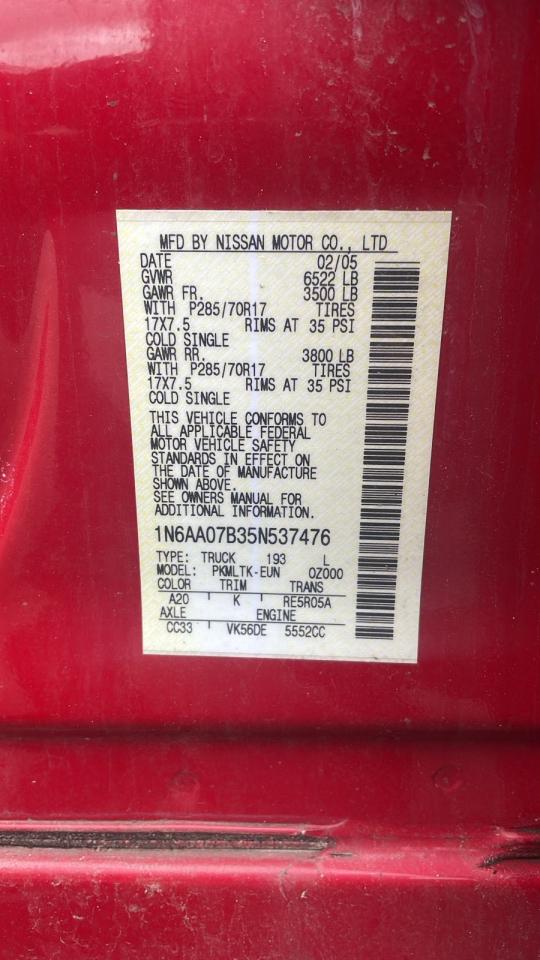 MFD BY NISSAN MOTOR CO., LTD
DATE 02/05
GVWR 6522 LB
GAWR FR. 3500 LB
WITH P285/70R17 TIRES
17X7.5 RIMS AT 35 PSI
COLD SINGLE
GAWR RR. 3800 LB
WITH P285/70R17 TIRES
17X7.5 RIMS AT 35 PSI
COLD SINGLE
THIS VEHICLE CONFORMS TO
ALL APPLICABLE FEDERAL
MOTOR VEHICLE SAFETY
STANDARDS IN EFFECT ON
THE DATE OF MANUFACTURE
SHOWN ABOVE.
SEE OWNERS MANUAL FOR
ADDITIONAL INFORMATION.
1N6AA07B35N537476
TYPE: TRUCK 193 L
MODEL: PKMLTK-EUN OZ000
COLOR TRIM TRANS
A20 K RE5R05A
AXLE ENGINE
CC33 VK56DE 5552CC